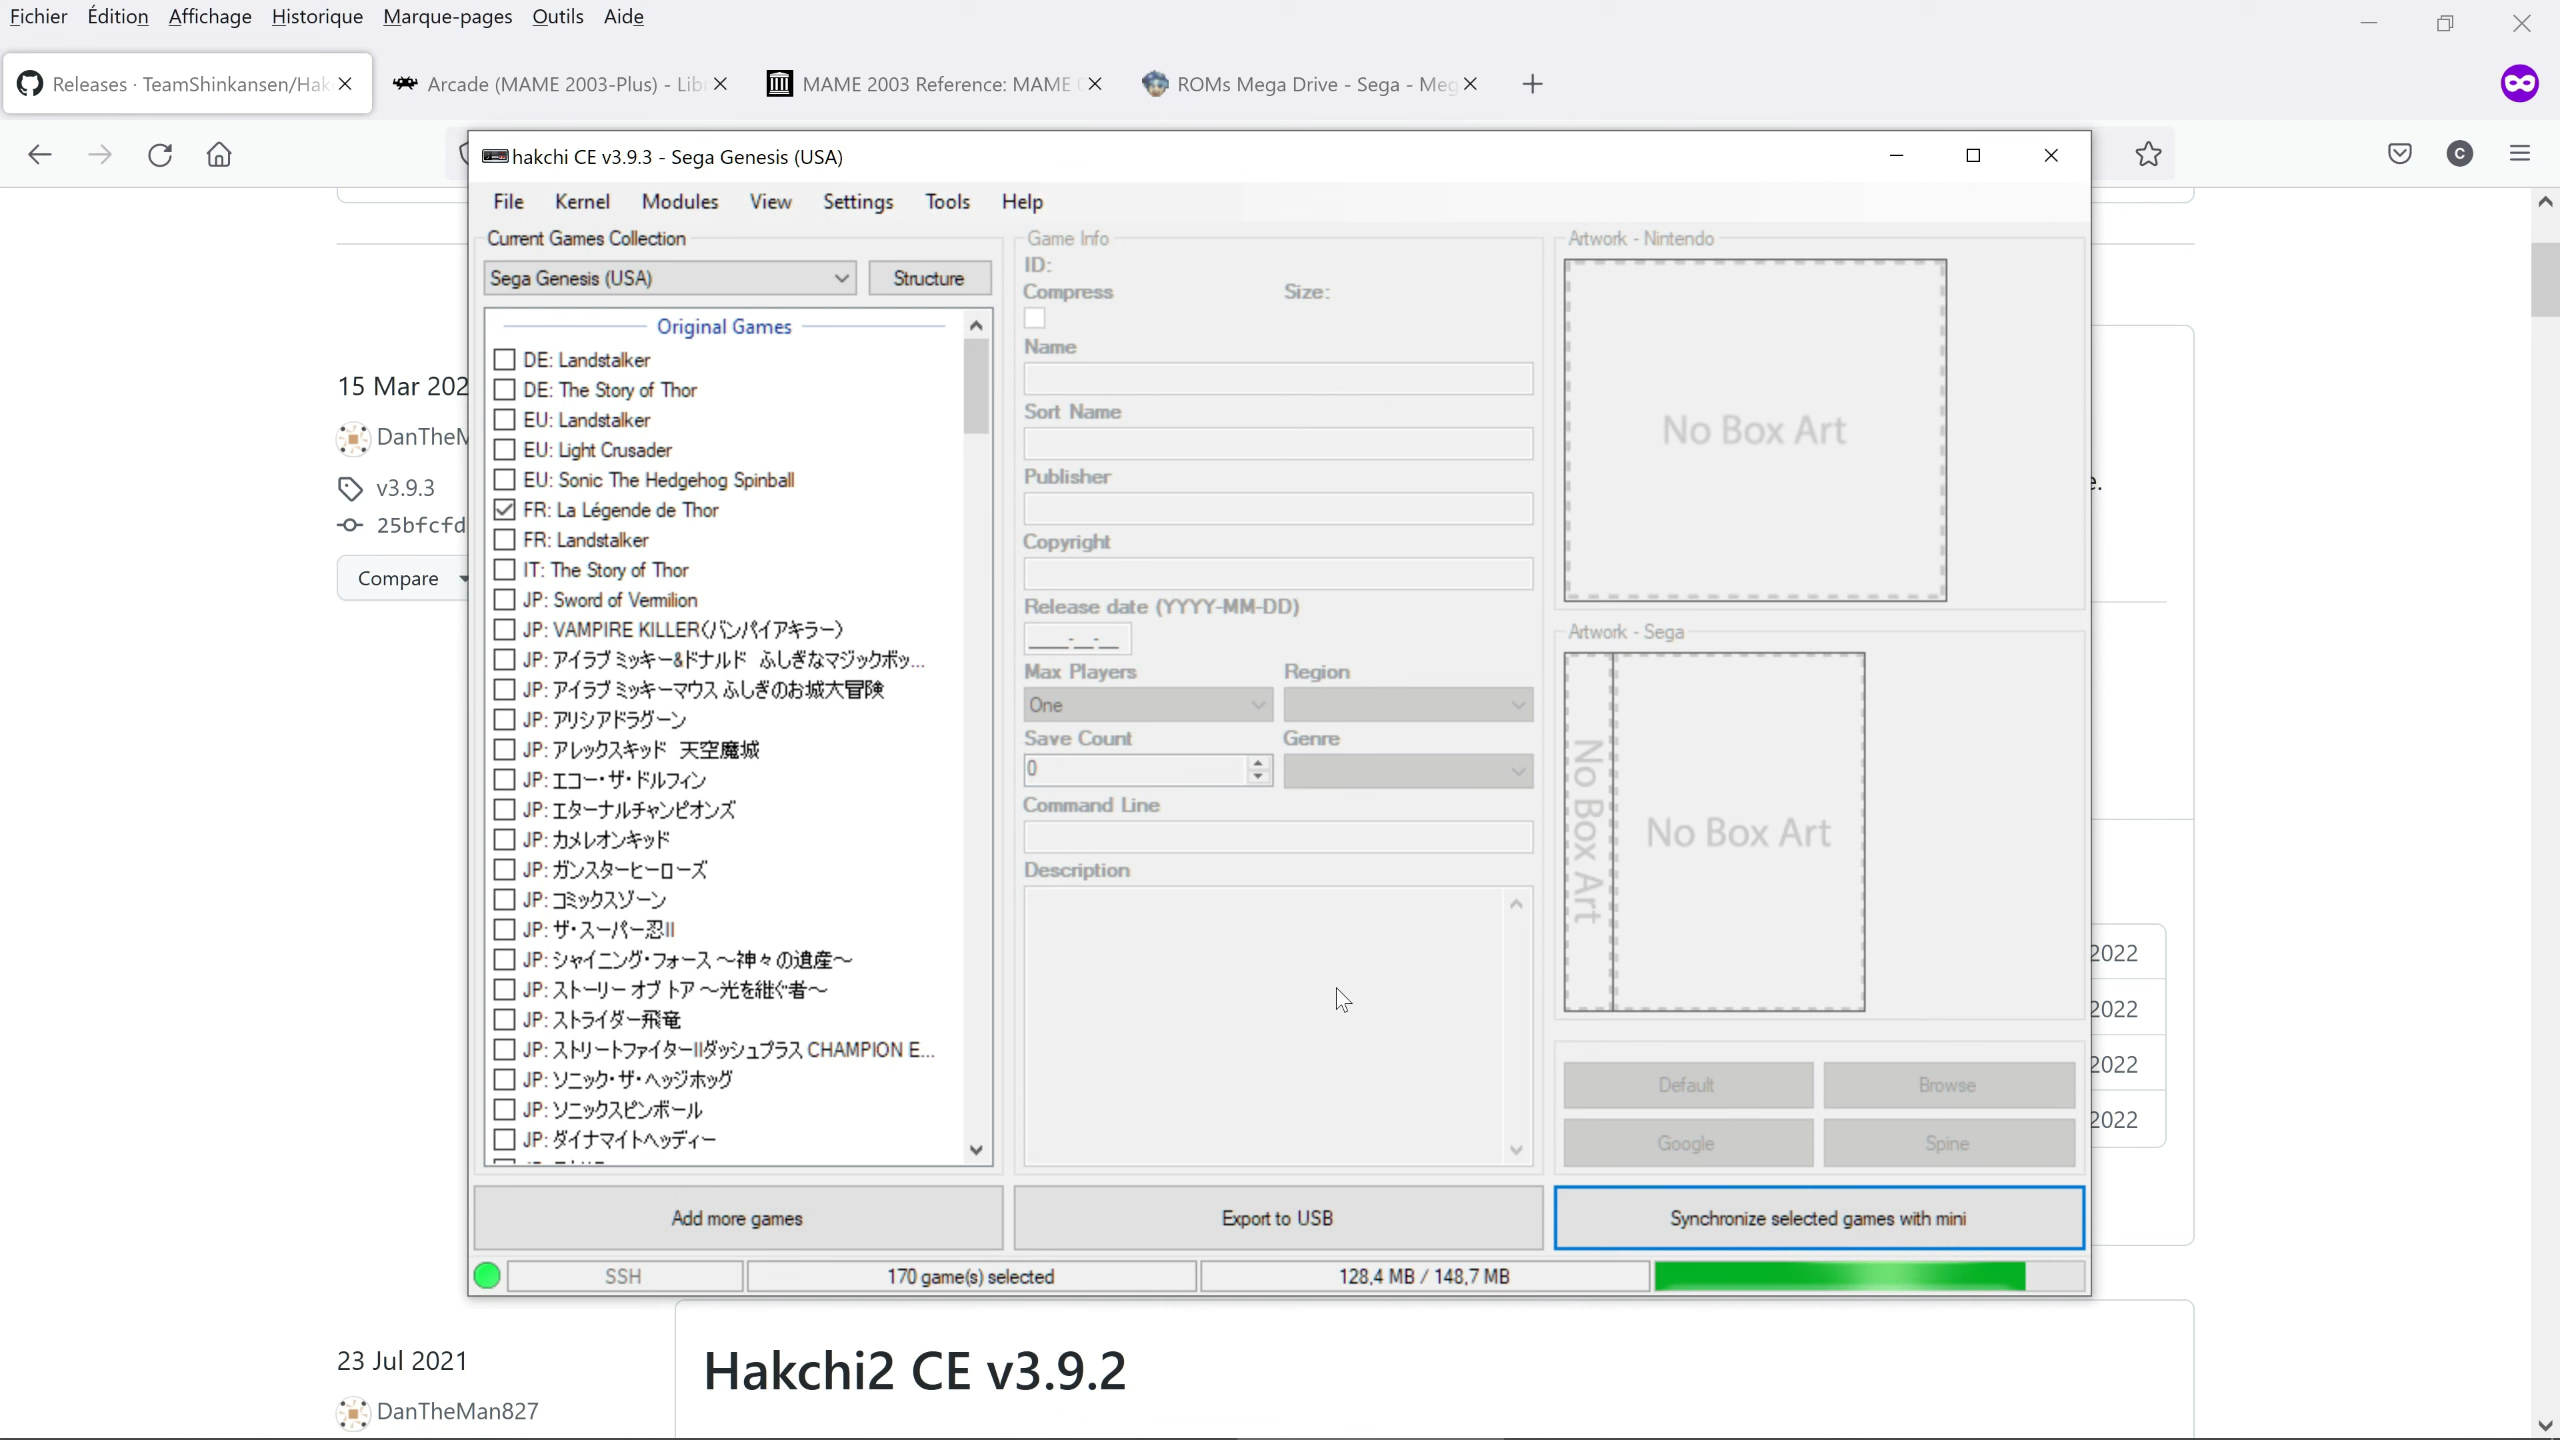 Fichier Édition Affichage Historique Marque-pages Outils Aide
Releases · TeamShinkansen/Hak
Arcade (MAME 2003-Plus) - Lib
MAME 2003 Reference: MAME
ROMs Mega Drive - Sega - Meg
C
hakchi CE v3.9.3 - Sega Genesis (USA)
File Kernel Modules View Settings Tools Help
Current Games Collection
Sega Genesis (USA)
Structure
Original Games
DE: Landstalker
DE: The Story of Thor
EU: Landstalker
EU: Light Crusader
EU: Sonic The Hedgehog Spinball
FR: La Légende de Thor
FR: Landstalker
IT: The Story of Thor
JP: Sword of Vermilion
JP: VAMPIRE KILLER(バンパイアキラー)
JP: アイラブミッキー&ドナルド ふしぎなマジックボッ...
JP: アイラブミッキーマウス ふしぎのお城大冒険
JP: アリシアドラグーン
JP: アレックスキッド 天空魔城
JP: エコー・ザ・ドルフィン
JP: エターナルチャンピオンズ
JP: カメレオンキッド
JP: ガンスターヒーローズ
JP: コミックスゾーン
JP: ザ・スーパー忍II
JP: シャイニング・フォース ～神々の遺産～
JP: ストーリー オブ トア ～光を継ぐ者～
JP: ストライダー飛竜
JP: ストリートファイターIIダッシュプラス CHAMPION E...
JP: ソニック・ザ・ヘッジホッグ
JP: ソニックスピンボール
JP: ダイナマイトヘッディー
Game Info
ID:
Compress
Size:
Name
Sort Name
Publisher
Copyright
Release date (YYYY-MM-DD)
____-__-__
Max Players
Region
One
Save Count
Genre
0
Command Line
Description
Artwork - Nintendo
No Box Art
Artwork - Sega
No Box Art
No Box Art
Default
Browse
Google
Spine
Add more games
Export to USB
Synchronize selected games with mini
SSH
170 game(s) selected
128,4 MB / 148,7 MB
15 Mar 202
DanTheM
v3.9.3
25bfcfd
Compare
e.
2022
2022
2022
2022
23 Jul 2021
DanTheMan827
Hakchi2 CE v3.9.2